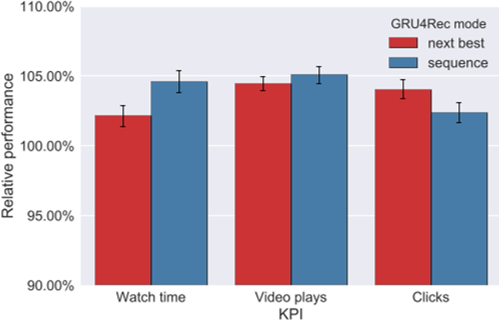 110.00%
105.00%
100.00%
95.00%
90.00%
Relative performance
GRU4Rec mode
next best
sequence
Watch time
Video plays
Clicks
KPI